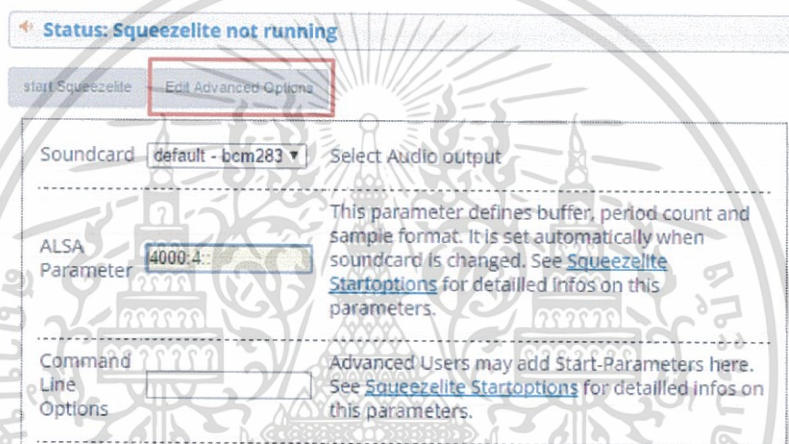 Status: Squeezelite not running
start Squeezelite
Edit Advanced Options
Soundcard
default - bcm283
Select Audio output
ALSA
Parameter
4000:4::
This parameter defines buffer, period count and
sample format. It is set automatically when
soundcard is changed. See Squeezelite
Startoptions for detailled infos on this
parameters.
Command
Line
Options
Advanced Users may add Start-Parameters here.
See Squeezelite Startoptions for detailled infos on
this parameters.